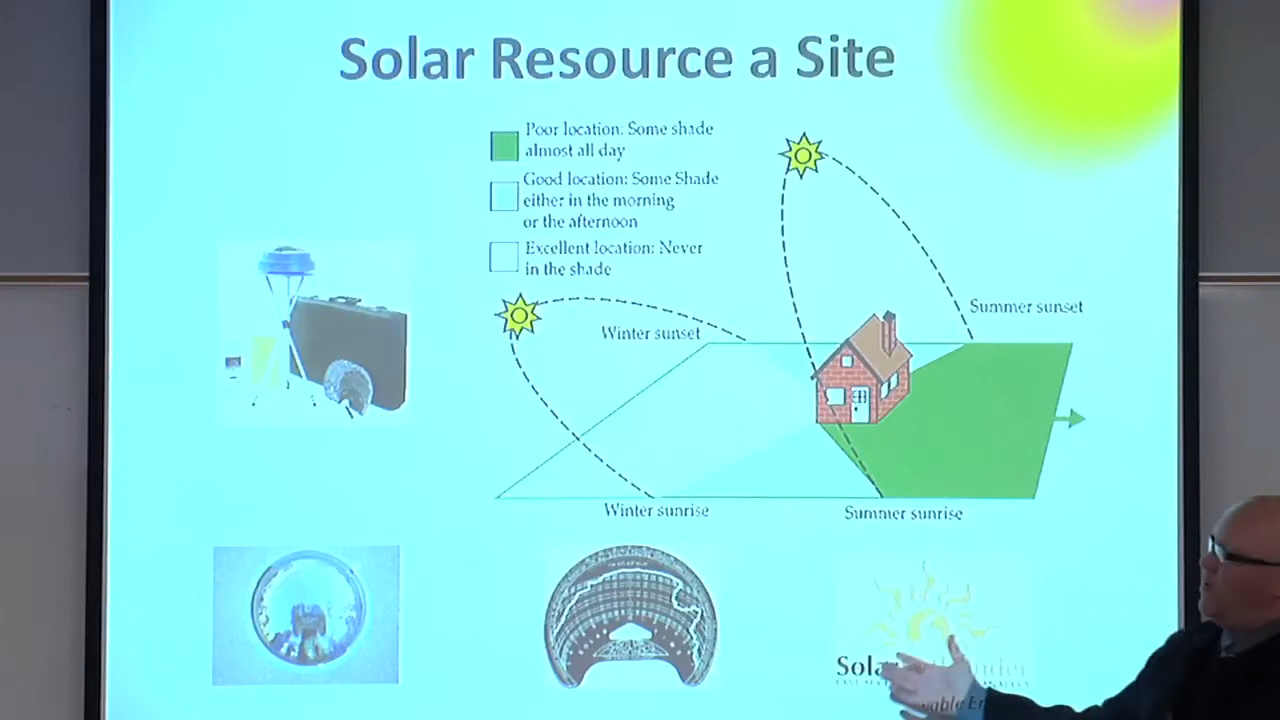 Solar Resource a Site
Poor location: Some shade
almost all day
Good location: Some Shade
either in the morning
or the afternoon
Excellent location: Never
in the shade
Summer sunset
Winter sunset
Winter sunrise
Summer sunrise